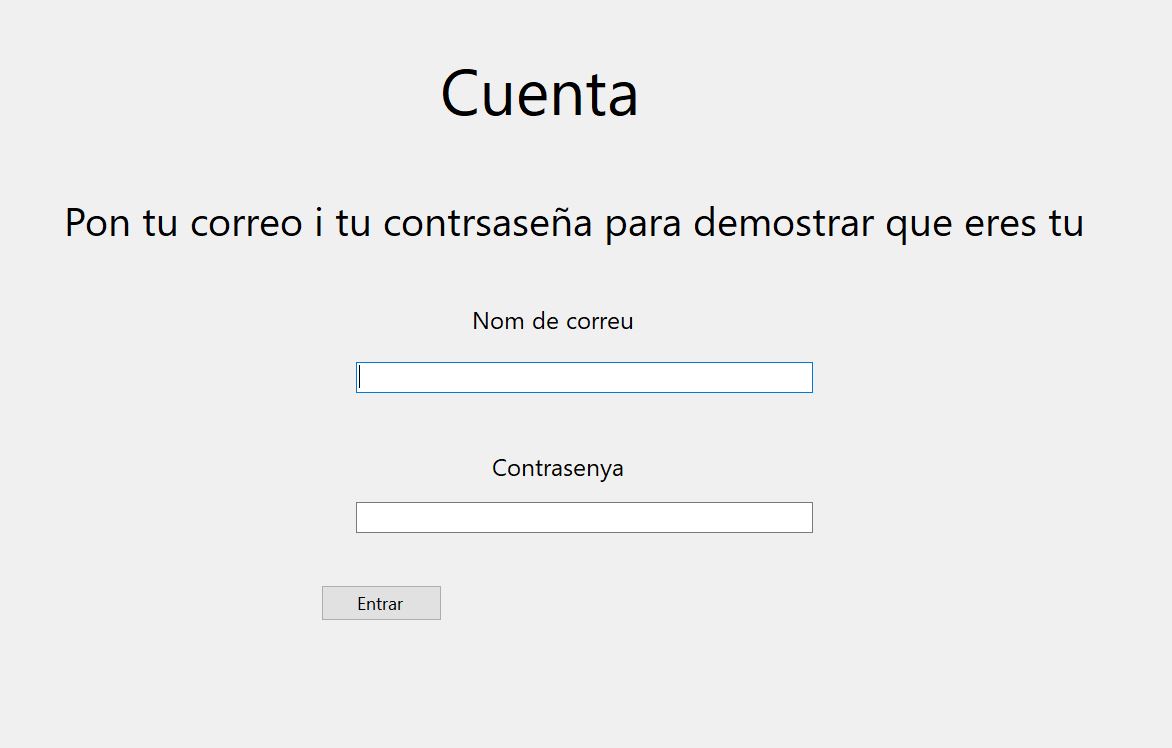 Cuenta
Pon tu correo i tu contrsaseña para demostrar que eres tu
Nom de correu
Contrasenya
Entrar